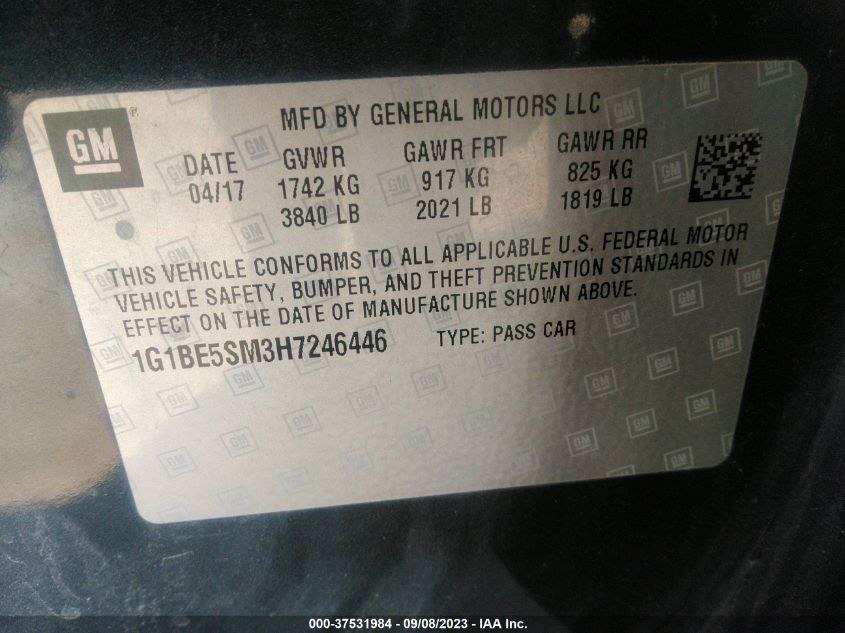 GM
MFD BY GENERAL MOTORS LLC
DATE GVWR GAWR FRT GAWR RR
04/17 1742 KG 917 KG 825 KG
3840 LB 2021 LB 1819 LB
THIS VEHICLE CONFORMS TO ALL APPLICABLE U.S. FEDERAL MOTOR
VEHICLE SAFETY, BUMPER, AND THEFT PREVENTION STANDARDS IN
EFFECT ON THE DATE OF MANUFACTURE SHOWN ABOVE.
1G1BE5SM3H7246446 TYPE: PASS CAR
000-37531984 - 09/08/2023 - IAA Inc.